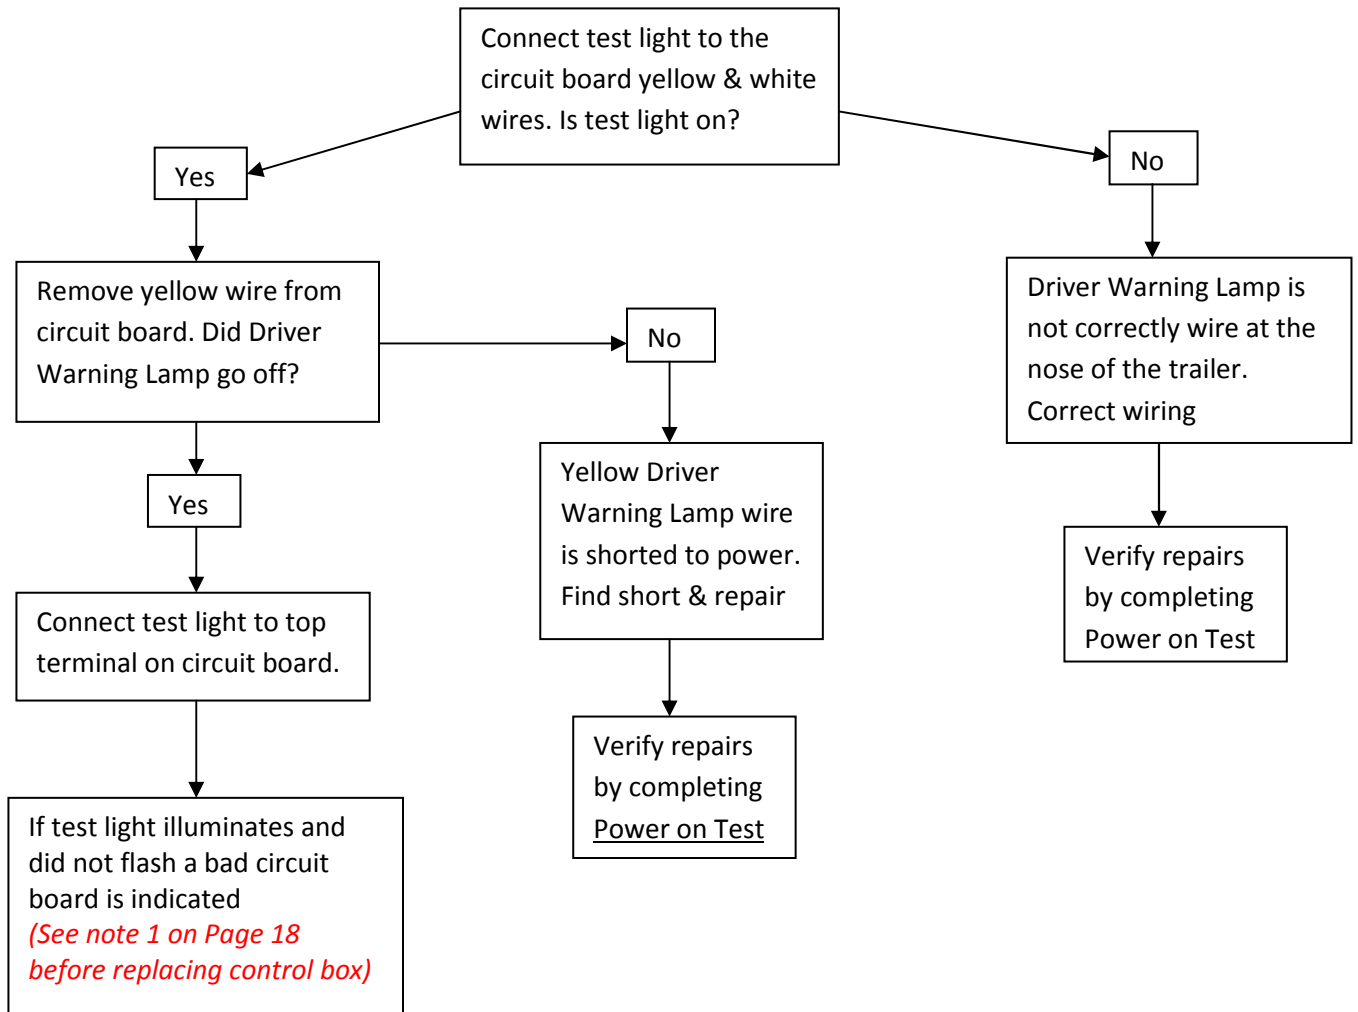 Connect test light to the
circuit board yellow & white
wires. Is test light on?
Yes
No
Remove yellow wire from
circuit board. Did Driver
Warning Lamp go off?
No
Driver Warning Lamp is
not correctly wire at the
nose of the trailer.
Correct wiring
Yes
Yellow Driver
Warning Lamp wire
is shorted to power.
Find short & repair
Verify repairs
by completing
Power on Test
Connect test light to top
terminal on circuit board.
Verify repairs
by completing
Power on Test
If test light illuminates and
did not flash a bad circuit
board is indicated
(See note 1 on Page 18
before replacing control box)